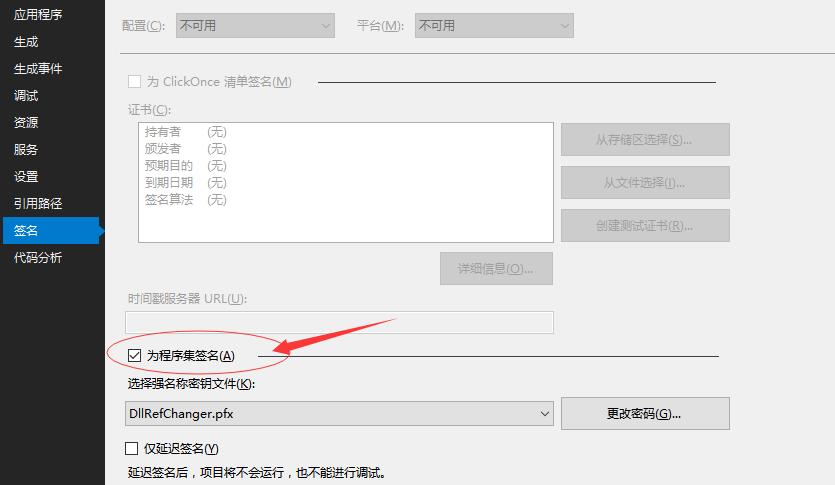 应用程序
生成
生成事件
调试
资源
服务
设置
引用路径
签名
代码分析
配置(C): 不可用 平台(M): 不可用
为 ClickOnce 清单签名(M)
证书(C):
持有者 (无)
颁发者 (无)
预期目的 (无)
到期日期 (无)
签名算法 (无)
从存储区选择(S)...
从文件选择(I)...
创建测试证书(R)...
详细信息(O)...
时间戳服务器 URL(U):
为程序集签名(A)
选择强名称密钥文件(K):
DllRefChanger.pfx
更改密码(G)...
仅延迟签名(Y)
延迟签名后，项目将不会运行，也不能进行调试。